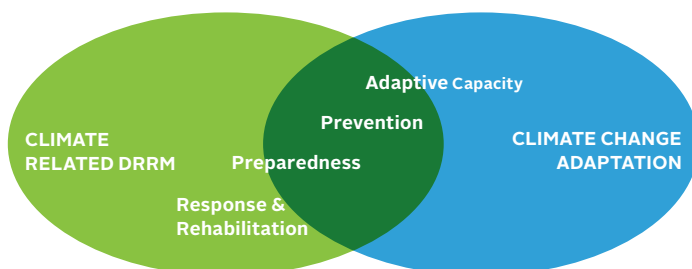 Adaptive Capacity
Prevention
CLIMATE
RELATED DRRM
CLIMATE CHANGE
ADAPTATION
Preparedness
Response &
Rehabilitation